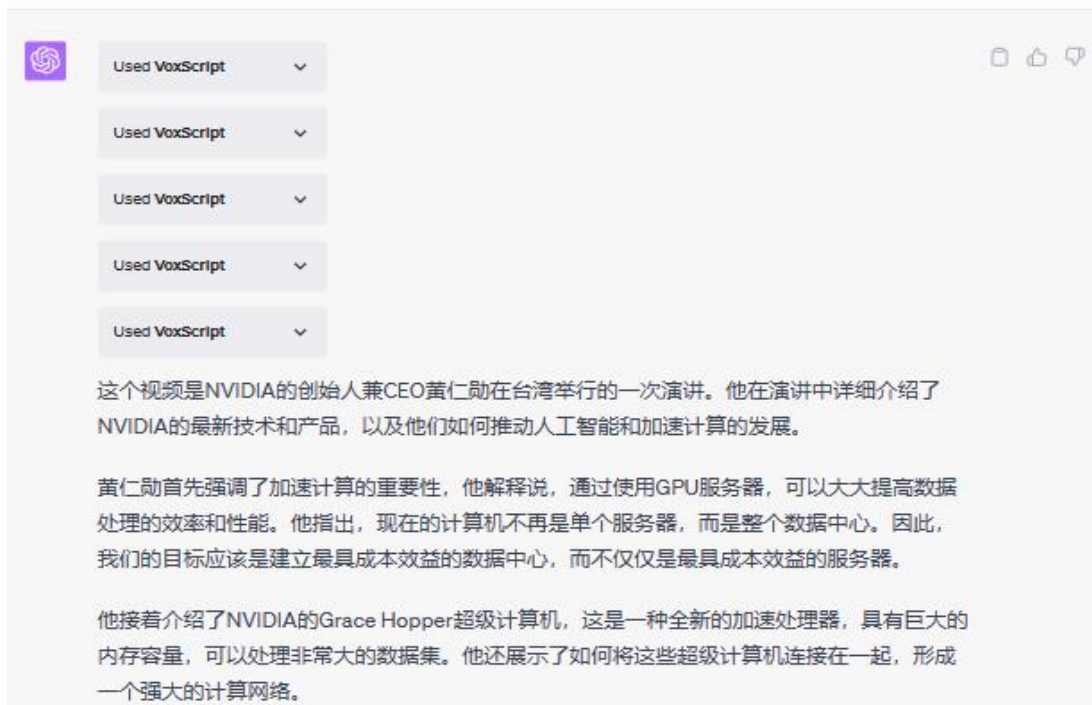 Used VoxScript
Used VoxScript
Used VoxScript
Used VoxScript
Used VoxScript
这个视频是NVIDIA的创始人兼CEO黄仁勋在台湾举行的一次演讲。他在演讲中详细介绍了
NVIDIA的最新技术和产品，以及他们如何推动人工智能和加速计算的发展。
黄仁勋首先强调了加速计算的重要性，他解释说，通过使用GPU服务器，可以大大提高数据
处理的效率和性能。他指出，现在的计算机不再是单个服务器，而是整个数据中心。因此，
我们的目标应该是建立最具成本效益的数据中心，而不仅仅是最具成本效益的服务器。
他接着介绍了NVIDIA的Grace Hopper超级计算机，这是一种全新的加速处理器，具有巨大的
内存容量，可以处理非常大的数据集。他还展示了如何将这些超级计算机连接在一起，形成
一个强大的计算网络。